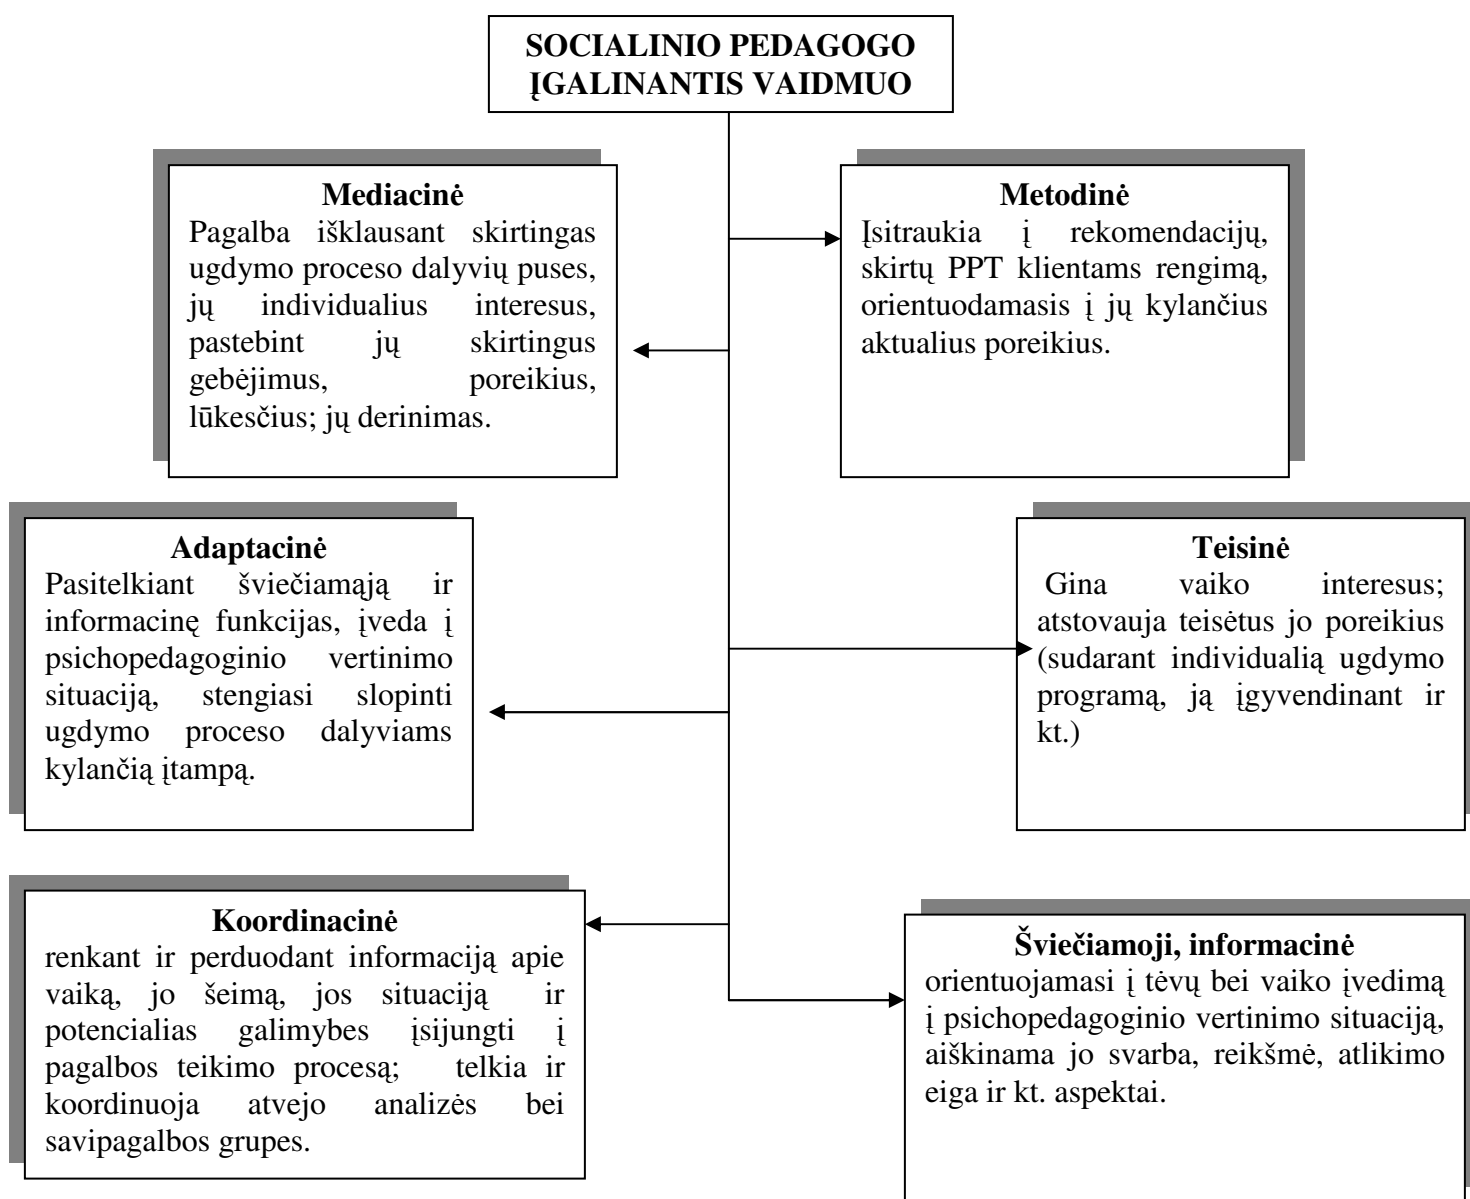 SOCIALINIO PEDAGOGO
ĮGALINANTIS VAIDMUO
Mediacinė
Pagalba išklausant skirtingas
ugdymo proceso dalyvių puses,
jų individualius interesus,
pastebint jų skirtingus
gebėjimus, poreikius,
lūkesčius; jų derinimas.
Metodinė
Įsitraukia į rekomendacijų,
skirtų PPT klientams rengimą,
orientuodamasis į jų kylančius
aktualius poreikius.
Adaptacinė
Pasitelkiant šviečiamąją ir
informacinę funkcijas, įveda į
psichopedagoginio vertinimo
situaciją, stengiasi slopinti
ugdymo proceso dalyviams
kylančią įtampą.
Teisinė
Gina vaiko interesus;
atstovauja teisėtus jo poreikius
(sudarant individualią ugdymo
programą, ją įgyvendinant ir
kt.)
Koordinacinė
renkant ir perduodant informaciją apie
vaiką, jo šeimą, jos situaciją ir
potencialias galimybes įsijungti į
pagalbos teikimo procesą; telkia ir
koordinuoja atvejo analizės bei
savipagalbos grupes.
Šviečiamoji, informacinė
orientuojamasi į tėvų bei vaiko įvedimą
į psichopedagoginio vertinimo situaciją,
aiškinama jo svarba, reikšmė, atlikimo
eiga ir kt. aspektai.